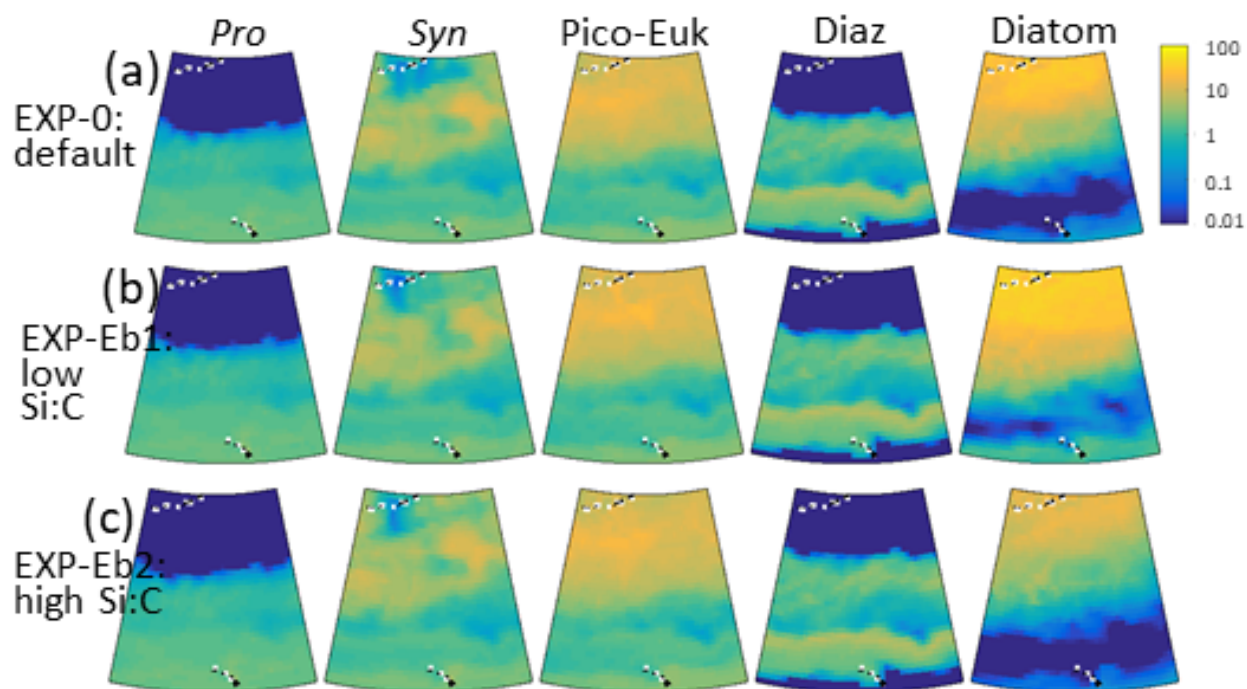 Pro Syn Pico-Euk Diaz Diatom
(a)
EXP-0:
default
100
10
1
0.1
0.01
(b)
EXP-Eb1:
low
Si:C
(c)
EXP-Eb2:
high Si:C